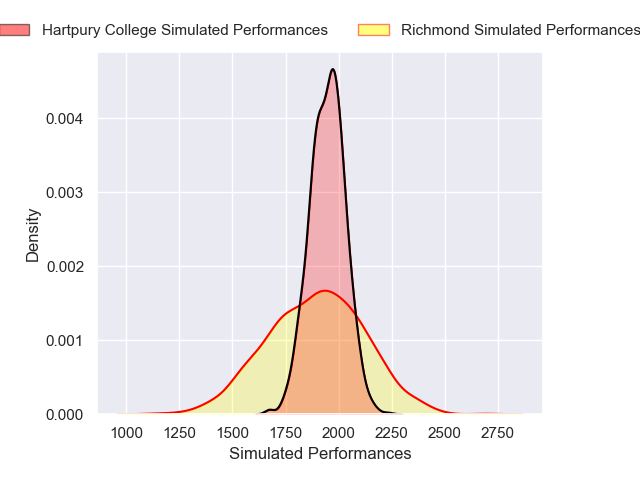 Hartpury College Simulated Performances
Richmond Simulated Performances
0.004
0.003
0.002
0.001
0.000
Density
1000 1250 1500 1750 2000 2250 2500 2750
Simulated Performances